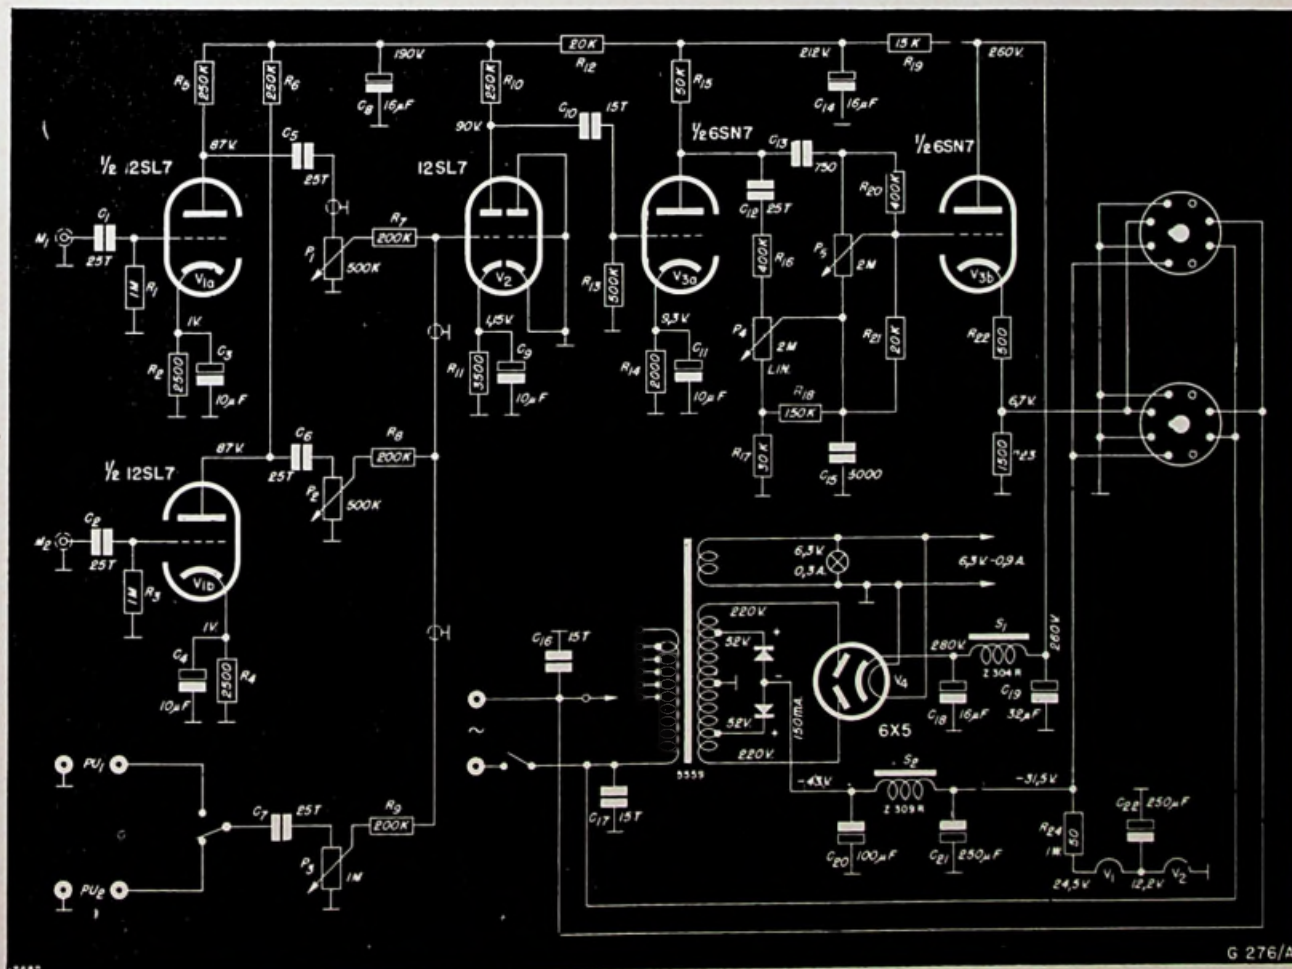 190V.
20K
R12
212V.
15K
R19
260V.
R5
250K
250K
R6
C8
16µF
250K
R10
C10
15T
50K
R15
C14
16µF
87V.
C5
25T
90V.
½ 6SN7
C13
750
½ 6SN7
½ 12SL7
12SL7
R20
400K
C12
25T
M1
C1
25T
R7
200K
P1
500K
R16
400K
P5
2M
V1a
V2
V3a
V3b
1M
R1
R13
500K
1V.
1,15V.
9,3V.
P4
2M
LIN.
R21
20K
R22
500
R2
2500
C3
10µF
R11
3500
C9
10µF
R14
2000
C11
10µF
R18
150K
6,7V.
87V.
C6
25T
R8
200K
R17
30K
C15
5000
1500
½ 12SL7
P2
500K
C2
25T
V1b
1M
R3
6,3V.
0,3A.
6,3V.-0,9A.
1V.
C4
10µF
2500
R4
C16
15T
220V.
52V.
S1
280V.
Z 304 R
260V.
V4
C18
16µF
C19
32µF
52V.
150mA.
6X5
220V.
5559
S2
-43V.
Z 309 R
-31,5V.
PU1
C7
25T
R9
200K
C17
15T
C22
250µF
R24
50
1W.
P3
1M
C20
100µF
C21
250µF
V1
V2
24,5V.
12,2V.
PU2
G 276/A